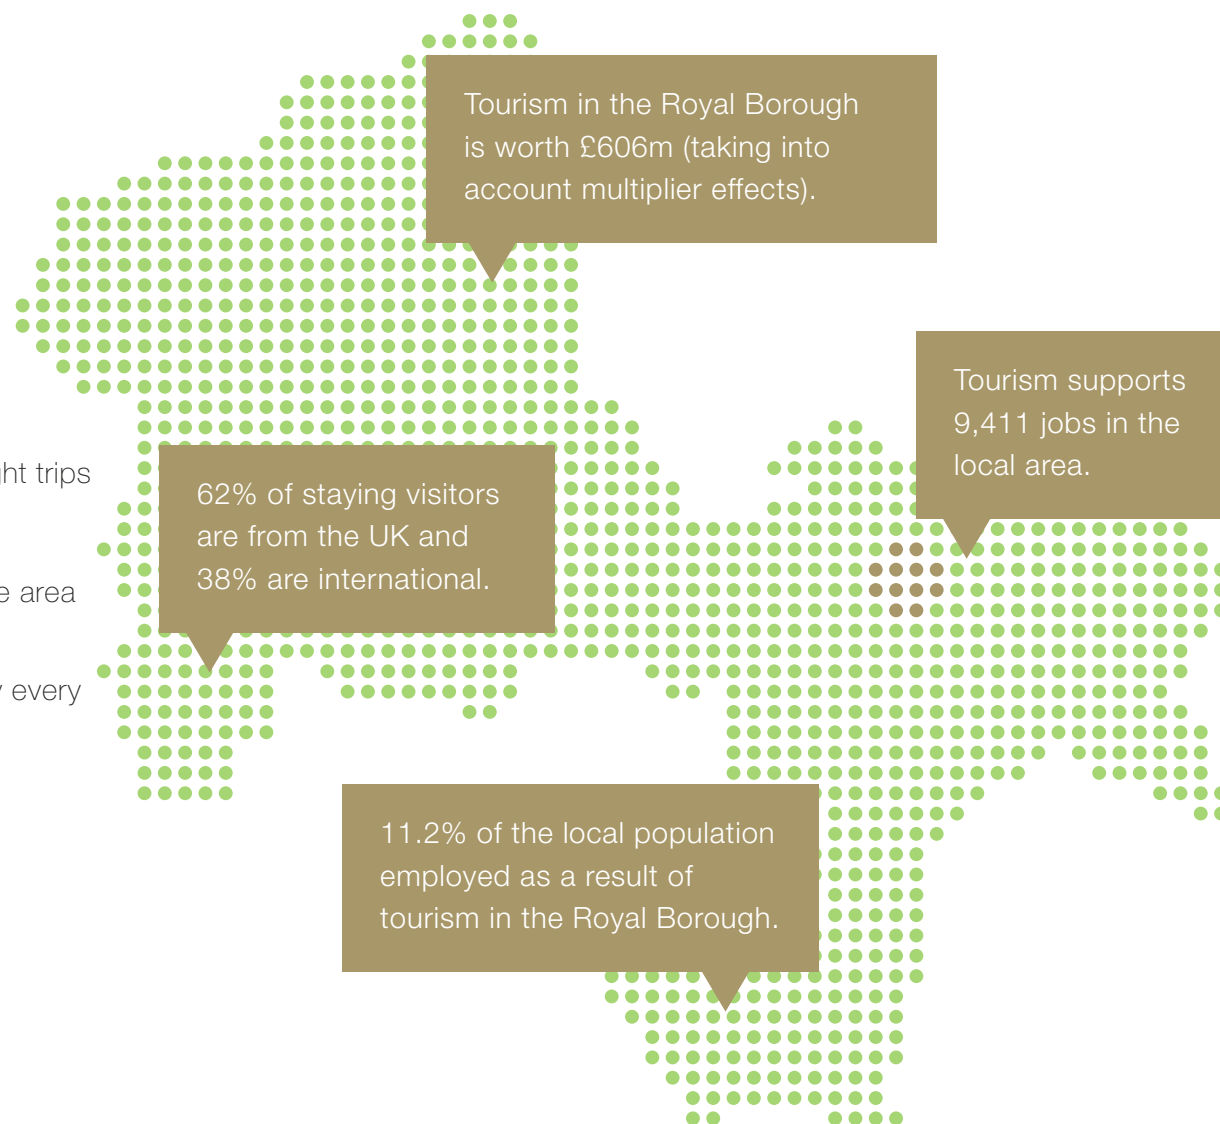 Tourism in the Royal Borough
is worth £606m (taking into
account multiplier effects).
Tourism supports
9,411 jobs in the
local area.
trips
62% of staying visitors
are from the UK and
38% are international.
area
every
11.2% of the local population
employed as a result of
tourism in the Royal Borough.